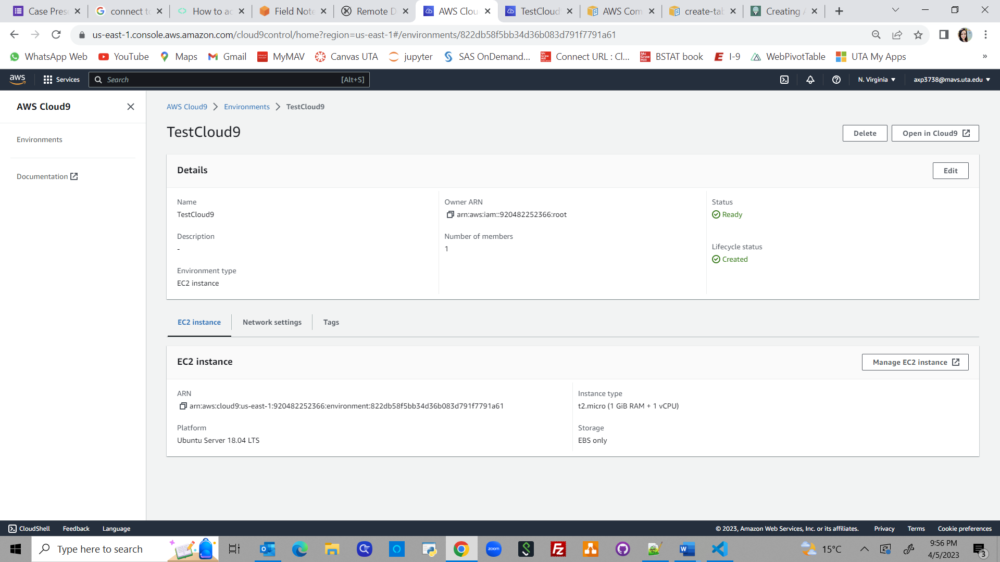 Case Pres
connect to
How to ac
Field Note
Remote D
AWS Clou
TestCloud
AWS Com
create-tab
Creating A
us-east-1.console.aws.amazon.com/cloud9control/home?region=us-east-1#/environments/822db58f5bb34d36b083d791f7791a61
WhatsApp Web YouTube Maps Gmail MyMAV Canvas UTA jupyter SAS OnDemand... Connect URL : Cl... BSTAT book I-9 WebPivotTable UTA My Apps »
aws Services Search [Alt+S] N. Virginia axp3738@mavs.uta.edu
AWS Cloud9
Environments
Documentation
AWS Cloud9 Environments TestCloud9
TestCloud9
Delete Open in Cloud9
Details
Edit
Name
TestCloud9
Description
-
Environment type
EC2 instance
Owner ARN
arn:aws:iam::920482252366:root
Number of members
1
Status
Ready
Lifecycle status
Created
EC2 instance Network settings Tags
EC2 instance
Manage EC2 instance
ARN
arn:aws:cloud9:us-east-1:920482252366:environment:822db58f5bb34d36b083d791f7791a61
Platform
Ubuntu Server 18.04 LTS
Instance type
t2.micro (1 GiB RAM + 1 vCPU)
Storage
EBS only
CloudShell Feedback Language © 2023, Amazon Web Services, Inc. or its affiliates. Privacy Terms Cookie preferences
Type here to search
zoom
15°C
9:56 PM
4/5/2023
3